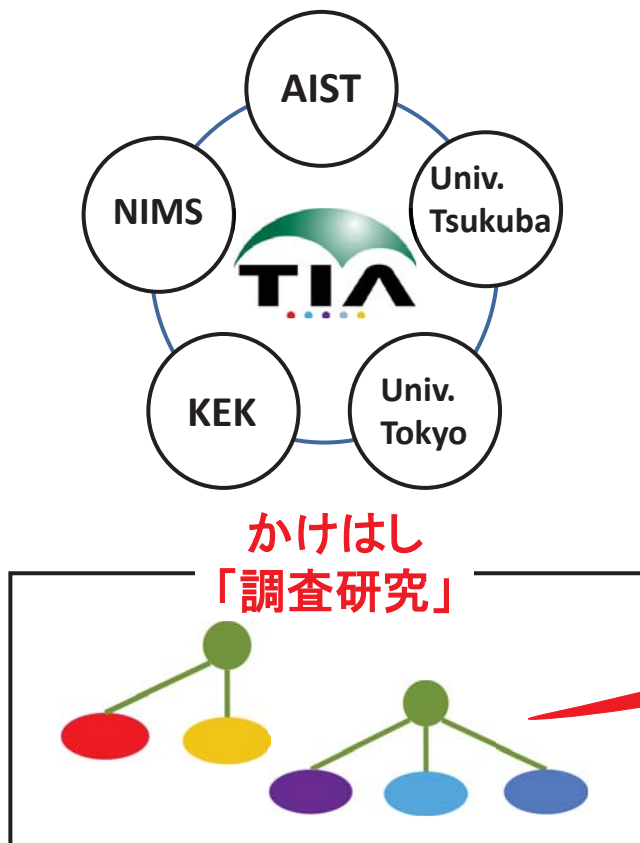 AIST
NIMS
Univ.
Tsukuba
TIA
KEK
Univ.
Tokyo
かけはし
「調査研究」